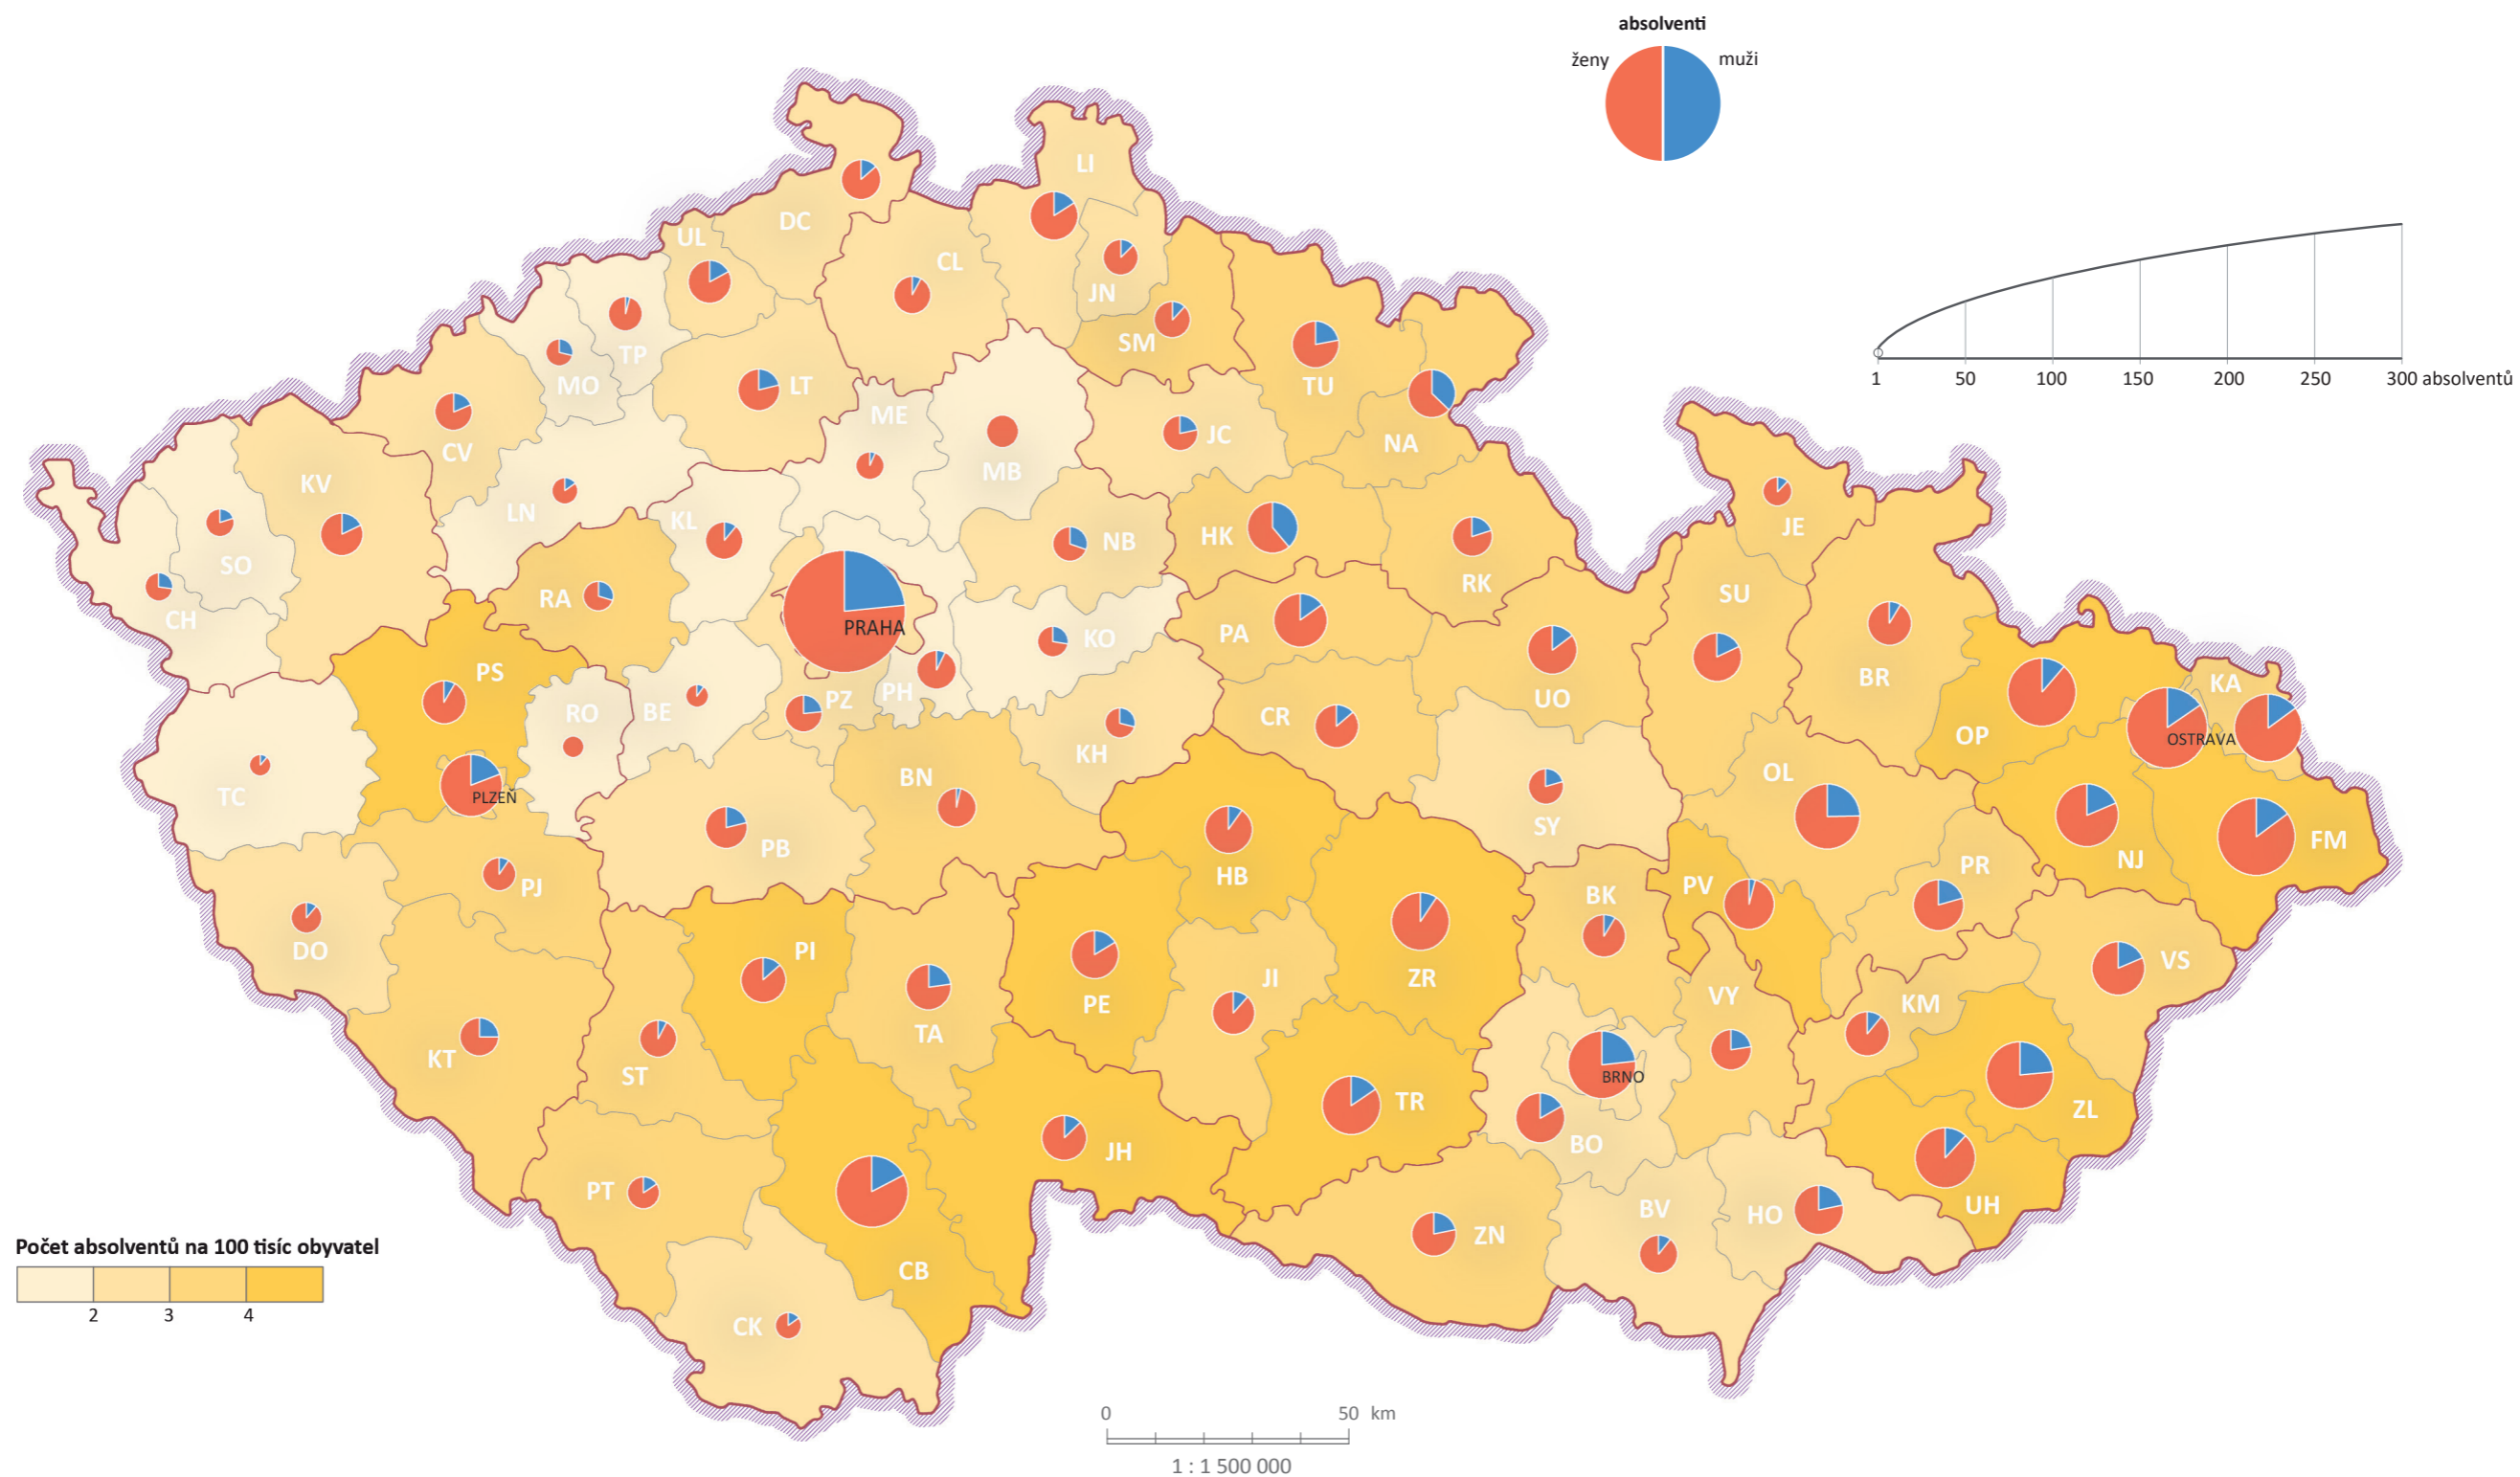 absolventi
ženy muži
1 50 100 150 200 250 300 absolventů
LI
DC
UL
CL
JN
SM
TP
MO
LT
TU
ME
JC
NA
CV
MB
KV
LN
KL
NB
HK
JE
SO
RA
RK
SU
CH
PRAHA
KO
PA
PS
BR
KA
PZ
PH
UO
RO
BE
CR
OP
OSTRAVA
KH
TC
PLZEŇ
BN
OL
SY
PB
HB
PR
NJ
FM
PJ
PV
BK
DO
PI
PE
JI
ZR
VS
VY
KM
TA
KT
ST
BRNO
TR
ZL
BO
JH
PT
UH
BV
HO
ZN
CB
CK
Počet absolventů na 100 tisíc obyvatel
2 3 4
0 50 km
1 : 1 500 000